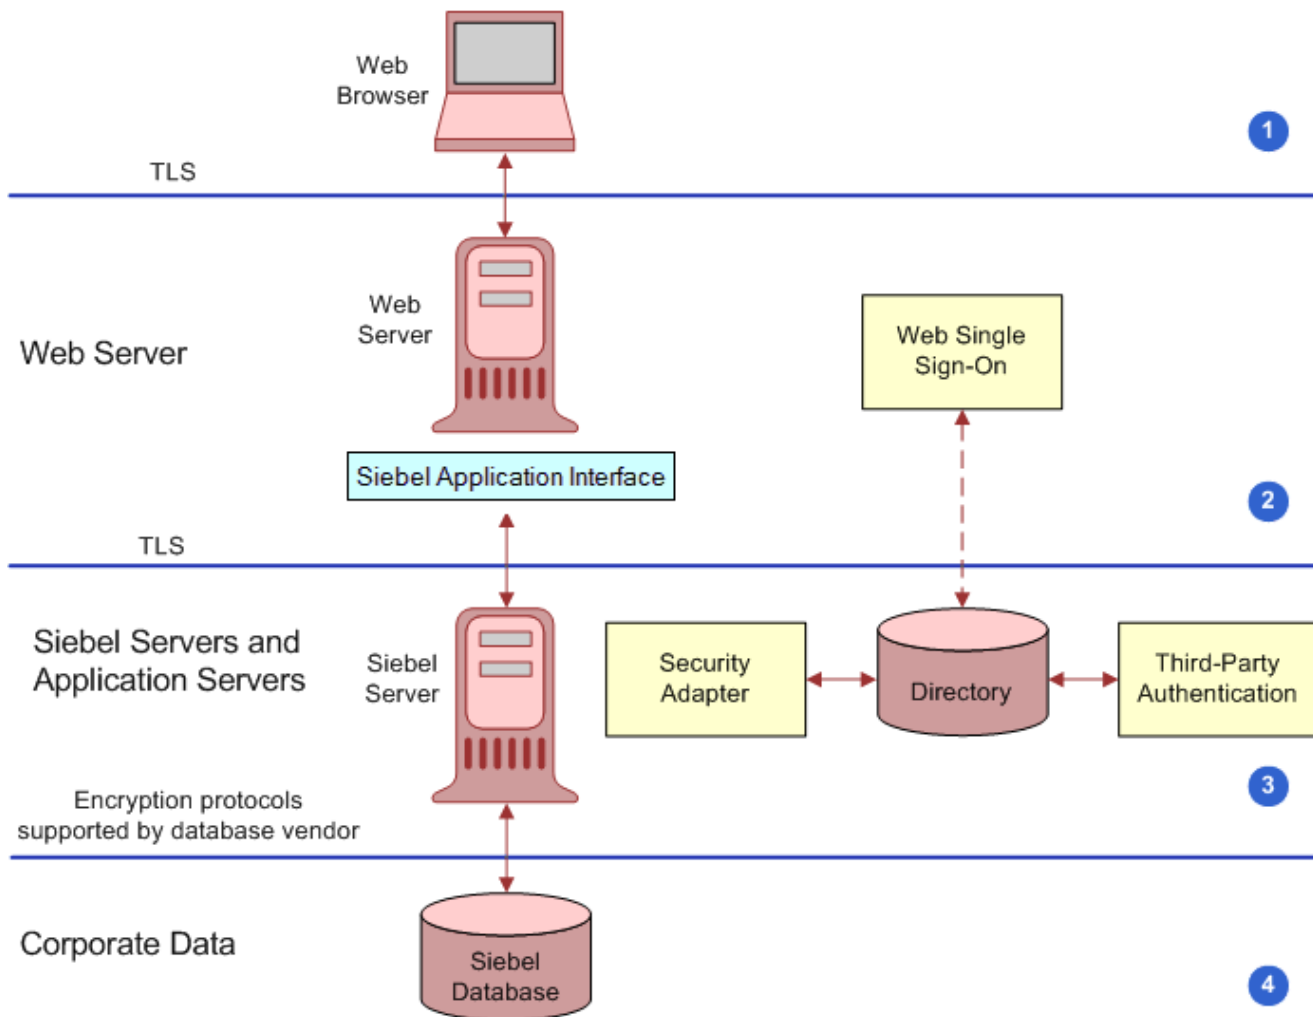 Web
Browser
1
TLS
Web
Server
Web Server
Web Single
Sign-On
Siebel Application Interface
2
TLS
Siebel Servers and
Application Servers
Siebel
Server
Security
Adapter
Directory
Third-Party
Authentication
3
Encryption protocols
supported by database vendor
Corporate Data
Siebel
Database
4